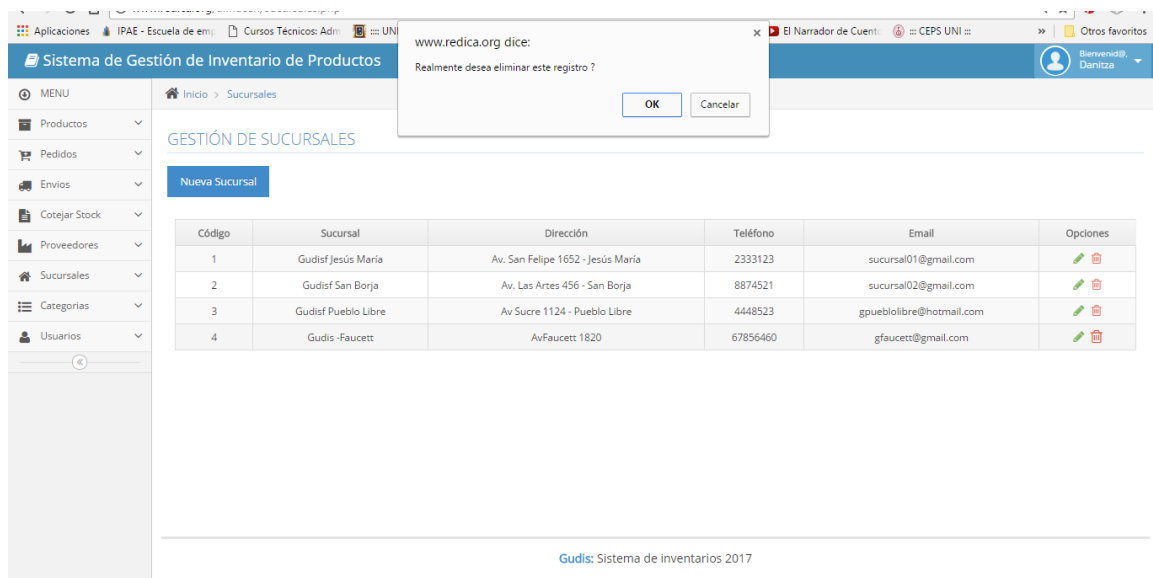 Aplicaciones IPAE - Escuela de emp Cursos Técnicos: Adm :::: UNI El Narrador de Cuento ::: CEPS UNI ::: » Otros favoritos
www.redica.org dice:
Realmente desea eliminar este registro ?
OK Cancelar
Sistema de Gestión de Inventario de Productos
Bienvenid@,
Danitza
MENU
Productos
Pedidos
Envios
Cotejar Stock
Proveedores
Sucursales
Categorias
Usuarios
Inicio > Sucursales
GESTIÓN DE SUCURSALES
Nueva Sucursal
Código Sucursal Dirección Teléfono Email Opciones
1 Gudisf Jesús María Av. San Felipe 1652 - Jesús María 2333123 sucursal01@gmail.com
2 Gudisf San Borja Av. Las Artes 456 - San Borja 8874521 sucursal02@gmail.com
3 Gudisf Pueblo Libre Av Sucre 1124 - Pueblo Libre 4448523 gpueblolibre@hotmail.com
4 Gudis -Faucett AvFaucett 1820 67856460 gfaucett@gmail.com
Gudis: Sistema de inventarios 2017